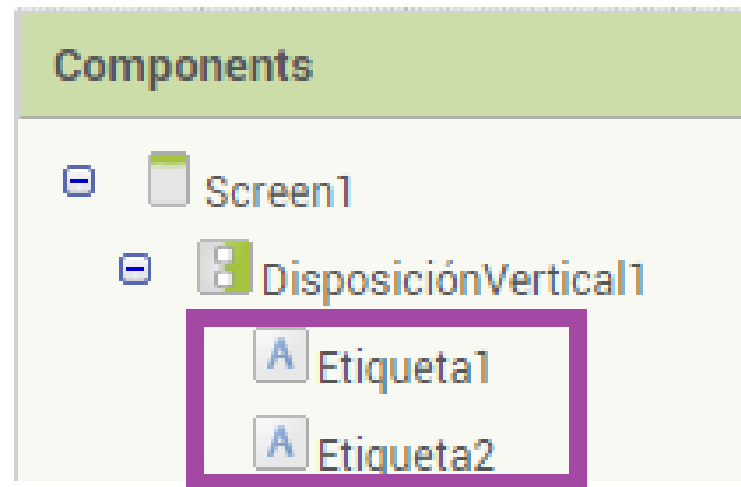 Components
Screen1
DisposiciónVertical1
A Etiqueta1
A Etiqueta2